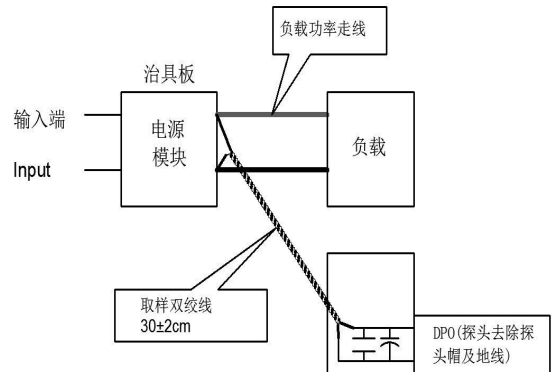 负载功率走线
治具板
输入端
Input
电源
模块
负载
取样双绞线
30±2cm
DPO(探头去除探
头帽及地线)